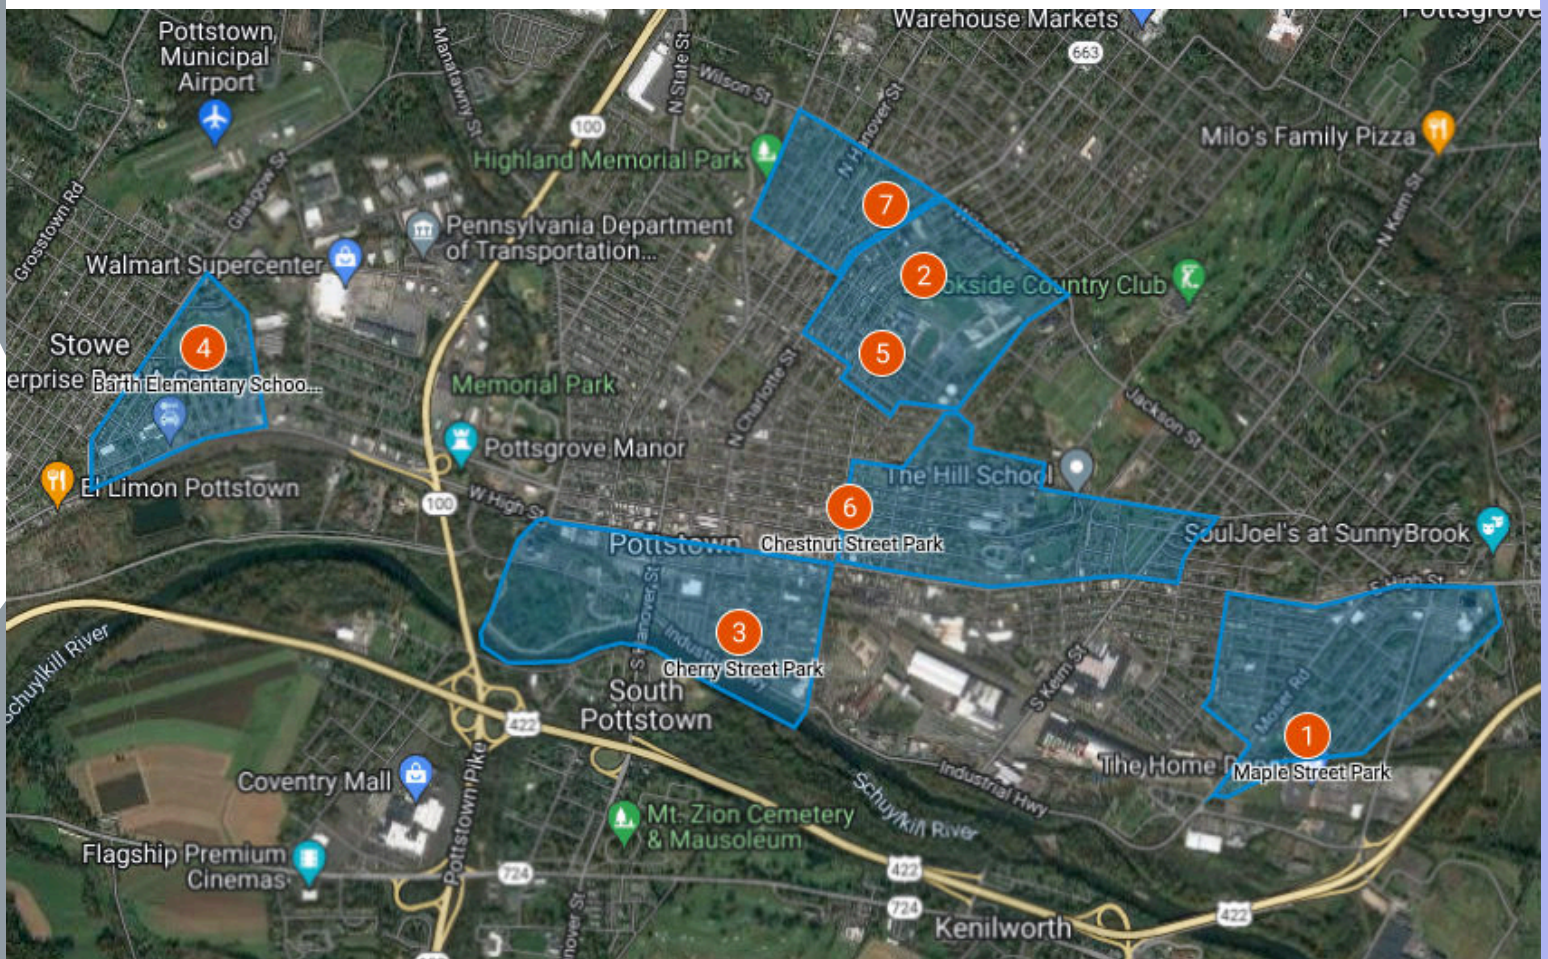 Warehouse Markets
Pottsgrove
Pottstown
Municipal
Airport
Manatawny St
N State St
Wilson St
663
100
N Hanover St
Milo's Family Pizza
Highland Memorial Park
Glasgow St
Grosstown Rd
N Keim St
7
Pennsylvania Department
of Transportation...
Walmart Supercenter
2
okside Country Club
Stowe
4
5
erprise
Barth Elementary Schoo...
Memorial Park
N Charlotte St
Jackson St
Pottsgrove Manor
The Hill School
El Limon Pottstown
100
W High St
6
Pottstown
Chestnut Street Park
SoulJoel's at SunnyBrook
E High St
S Hanover St
3
Cherry Street Park
Schuylkill River
South
Pottstown
422
S Keim St
Moser Rd
1
The Home D
Maple Street Park
Coventry Mall
Pottstown Pike
Industrial Hwy
Schuylkill River
Mt. Zion Cemetery
& Mausoleum
Flagship Premium
Cinemas
724
422
724
422
Kenilworth
nover St